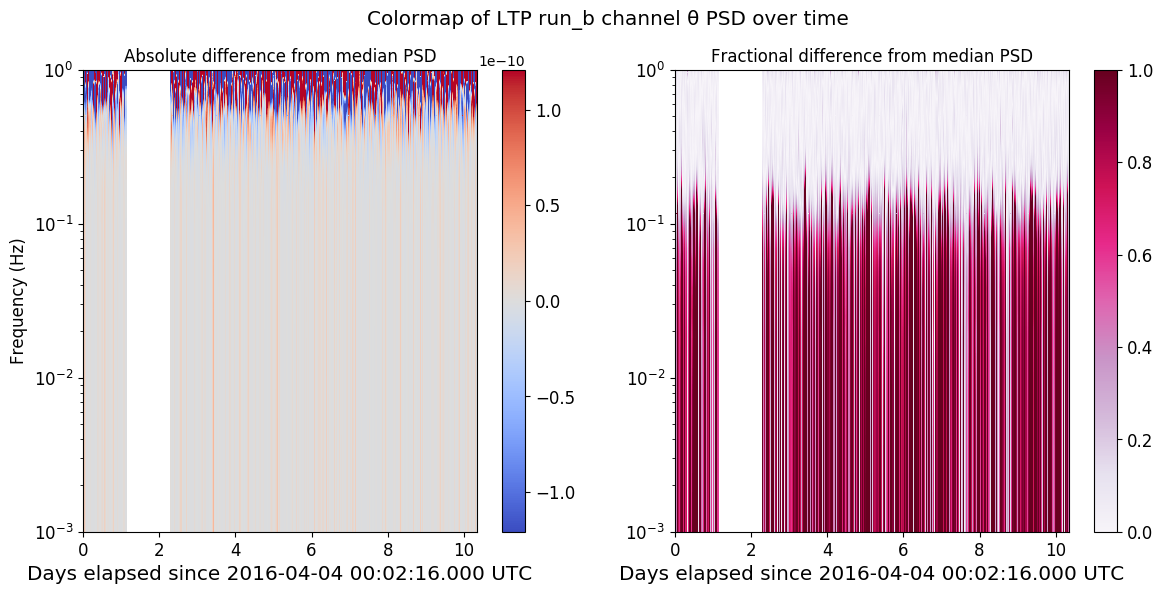 Colormap of LTP run_b channel θ PSD over time
Absolute difference from median PSD
1e−10
Frequency (Hz)
10⁰
10⁻¹
10⁻²
10⁻³
0 2 4 6 8 10
Days elapsed since 2016-04-04 00:02:16.000 UTC
1.0
0.5
0.0
−0.5
−1.0
Fractional difference from median PSD
10⁰
10⁻¹
10⁻²
10⁻³
0 2 4 6 8 10
Days elapsed since 2016-04-04 00:02:16.000 UTC
1.0
0.8
0.6
0.4
0.2
0.0